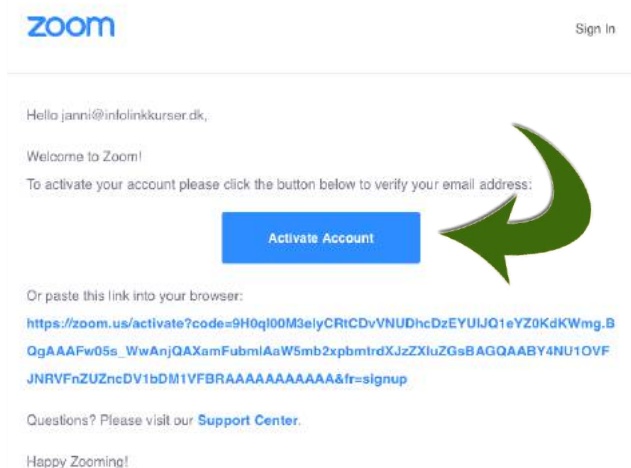 zoom
Sign In
Hello janni@infolinkkurser.dk,
Welcome to Zoom!
To activate your account please click the button below to verify your email address:
Activate Account
Or paste this link into your browser:
https://zoom.us/activate?code=9H0ql00M3elyCRtCDvVNUDhcDzEYUlJQ1eYZ0KdKWmg.B
QgAAAFw05s_WwAnjQAXamFubmlAaW5mb2xpbmtrdXJzZXIuZGsBAGQAABY4NU1OVF
JNRVFnZUZncDV1bDM1VFBRAAAAAAAAAAA&fr=signup
Questions? Please visit our Support Center.
Happy Zooming!